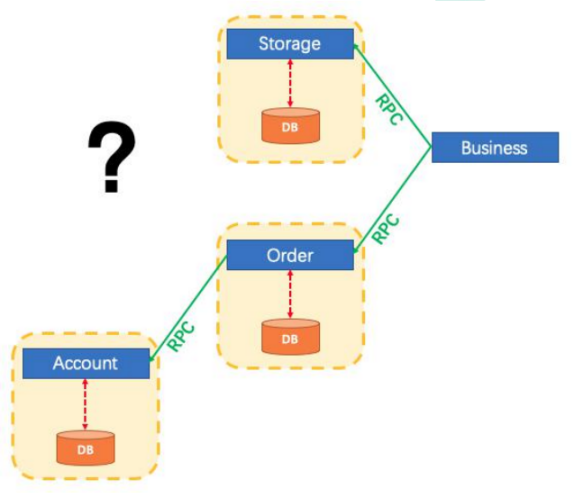 Storage
DB
RPC
Business
?
RPC
Order
DB
RPC
Account
DB